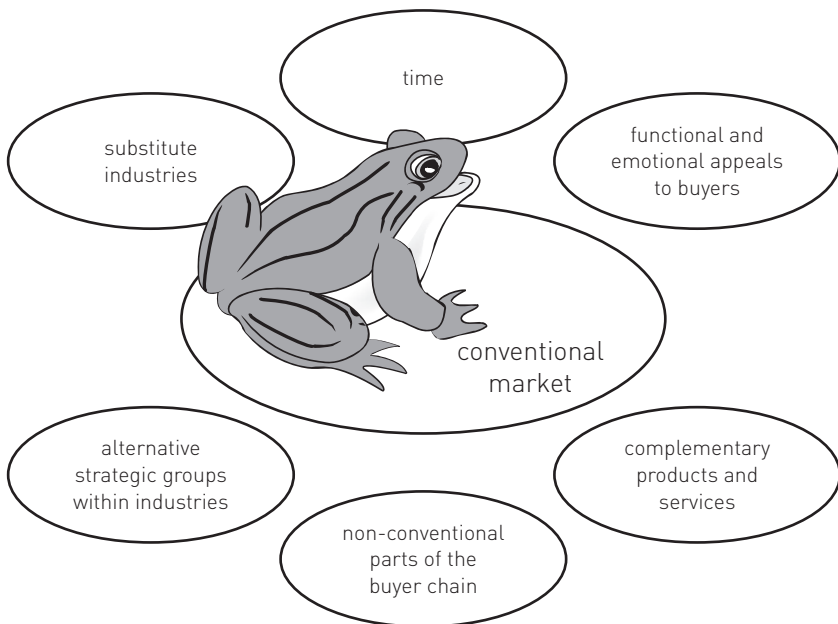 time
substitute
industries
functional and
emotional appeals
to buyers
conventional
market
alternative
strategic groups
within industries
complementary
products and
services
non-conventional
parts of the
buyer chain